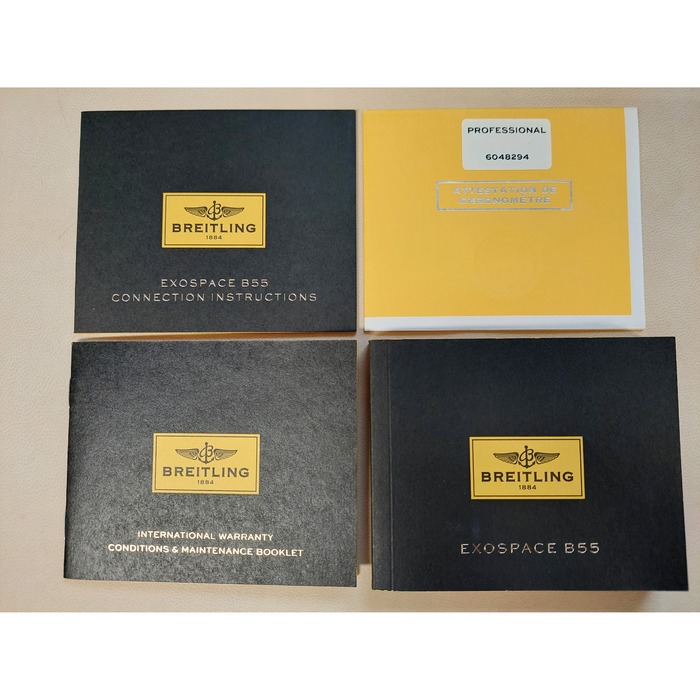 BREITLING
1884
EXOSPACE B55
CONNECTION INSTRUCTIONS
PROFESSIONAL
6048294
ATTESTATION DE
CHRONOMETRE
BREITLING
1884
INTERNATIONAL WARRANTY
CONDITIONS & MAINTENANCE BOOKLET
BREITLING
1884
EXOSPACE B55